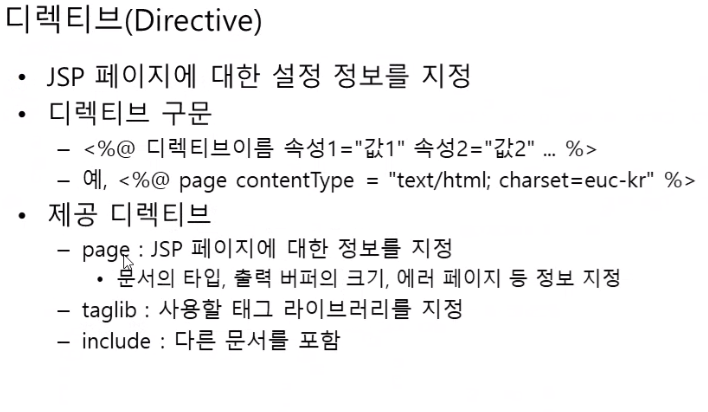 디렉티브(Directive)
• JSP 페이지에 대한 설정 정보를 지정
• 디렉티브 구문
– <%@ 디렉티브이름 속성1="값1" 속성2="값2" ... %>
– 예, <%@ page contentType = "text/html; charset=euc-kr" %>
• 제공 디렉티브
– page : JSP 페이지에 대한 정보를 지정
• 문서의 타입, 출력 버퍼의 크기, 에러 페이지 등 정보 지정
– taglib : 사용할 태그 라이브러리를 지정
– include : 다른 문서를 포함